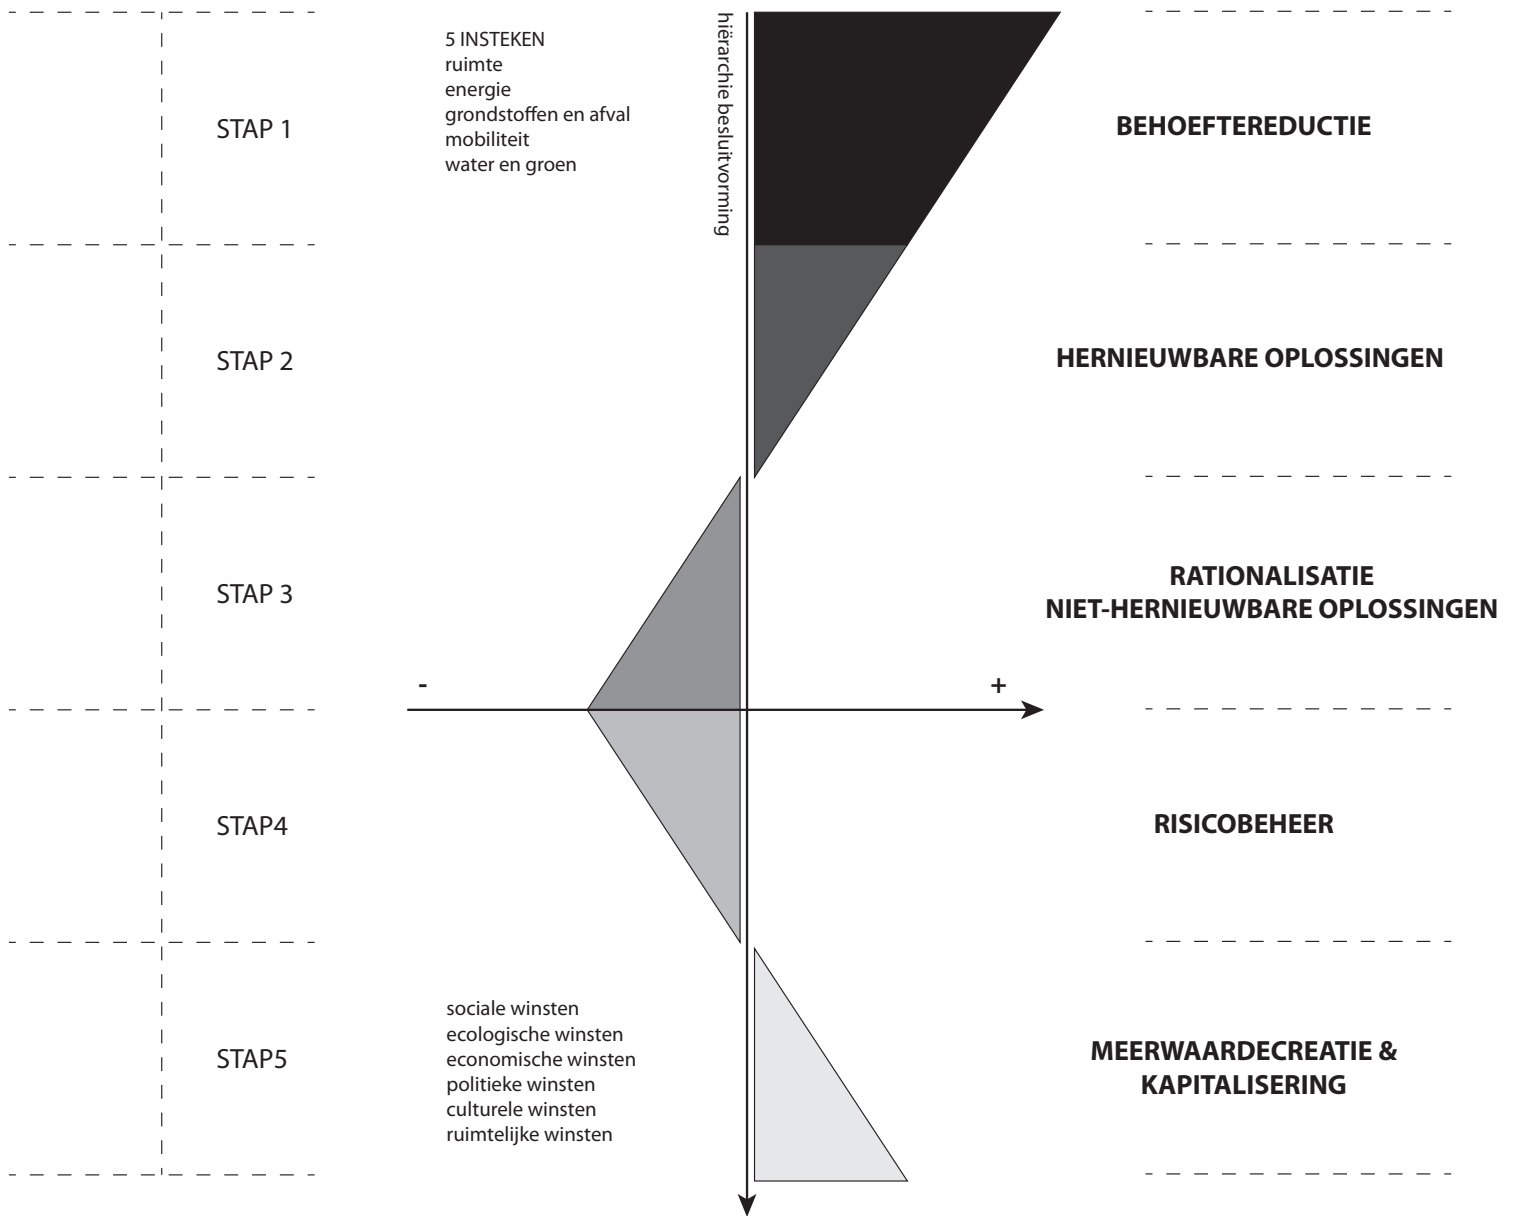 STAP 1
5 INSTEKEN
ruimte
energie
grondstoffen en afval
mobiliteit
water en groen
hiërarchie besluitvorming
BEHOEFTEREDUCTIE
STAP 2
HERNIEUWBARE OPLOSSINGEN
STAP 3
RATIONALISATIE
NIET-HERNIEUWBARE OPLOSSINGEN
-
+
STAP4
RISICOBEHEER
STAP5
sociale winsten
ecologische winsten
economische winsten
politieke winsten
culturele winsten
ruimtelijke winsten
MEERWAARDECREATIE &
KAPITALISERING